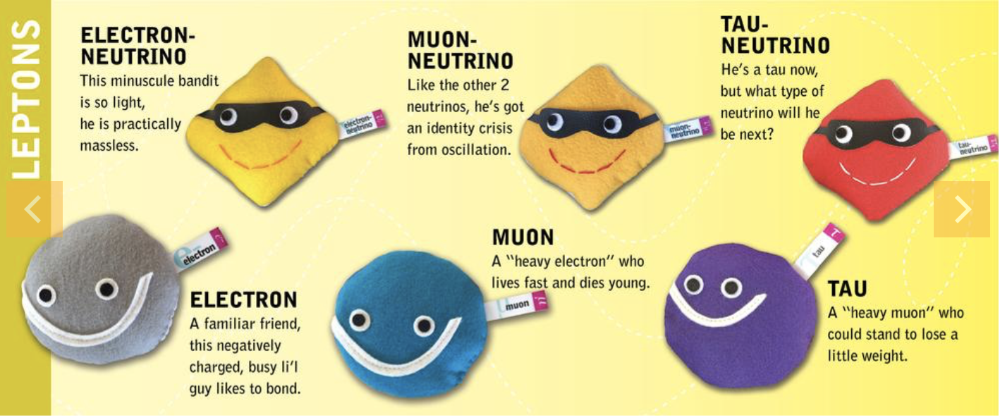 LEPTONS
ELECTRON-
NEUTRINO
This minuscule bandit
is so light,
he is practically
massless.
electron-
neutrino
MUON-
NEUTRINO
Like the other 2
neutrinos, he's got
an identity crisis
from oscillation.
muon-
neutrino
TAU-
NEUTRINO
He's a tau now,
but what type of
neutrino will he
be next?
tau-
neutrino
electron
ELECTRON
A familiar friend,
this negatively
charged, busy li'l
guy likes to bond.
MUON
A "heavy electron" who
lives fast and dies young.
muon
tau
TAU
A "heavy muon" who
could stand to lose a
little weight.